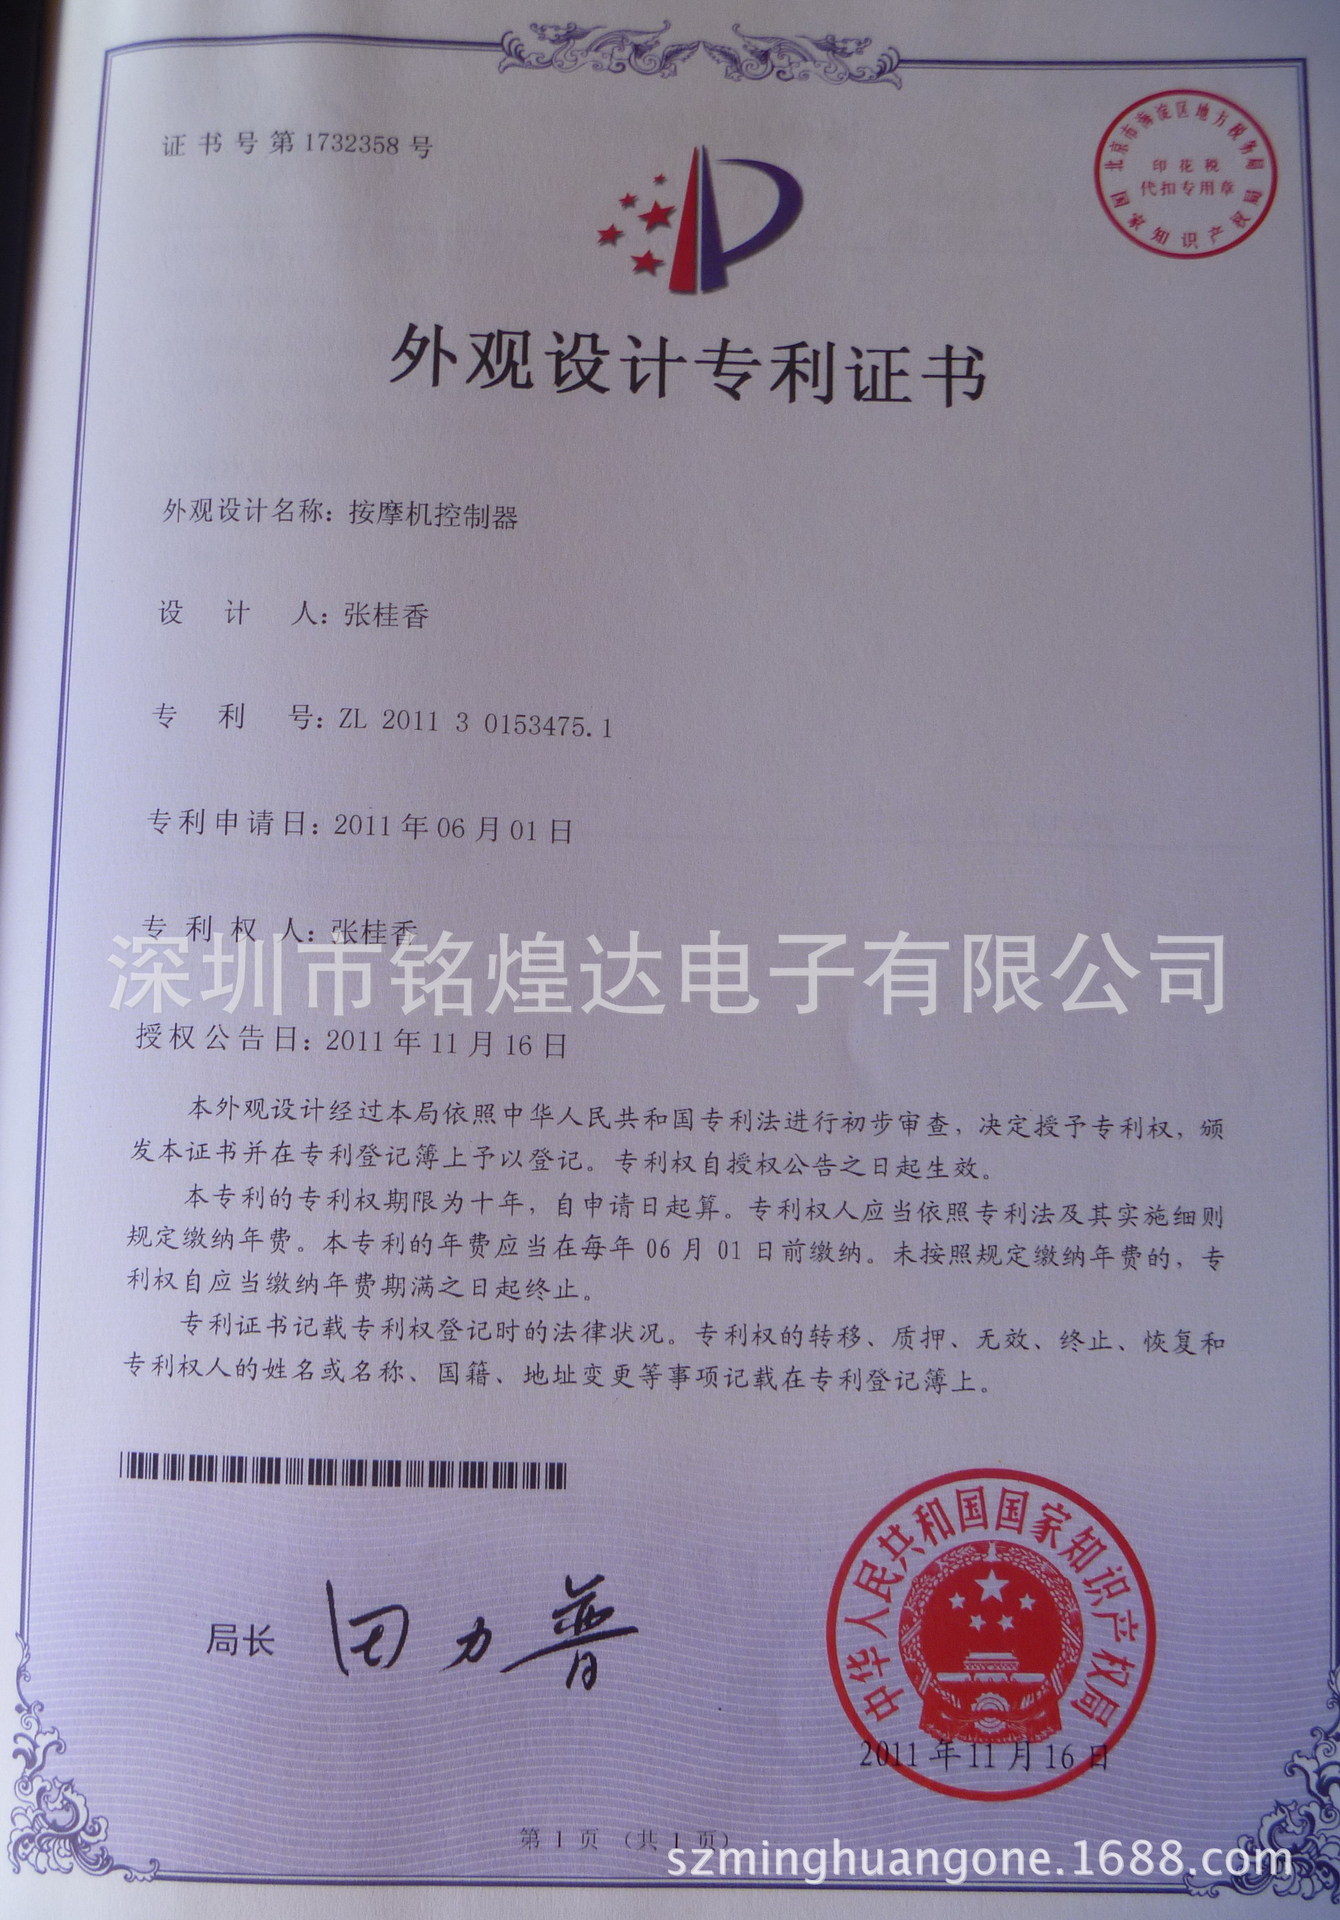 证书号第1732358号
北京市海淀区地方税务局
印花税
代扣专用章
国家知识产权局
外观设计专利证书
外观设计名称：按摩机控制器
设计人：张桂香
专利号：ZL 2011 3 0153475.1
专利申请日：2011年06月01日
专利权人：张桂香
深圳市铭煌达电子有限公司
授权公告日：2011年11月16日
本外观设计经过本局依照中华人民共和国专利法进行初步审查，决定授予专利权，颁
发本证书并在专利登记簿上予以登记。专利权自授权公告之日起生效。
本专利的专利权期限为十年，自申请日起算。专利权人应当依照专利法及其实施细则
规定缴纳年费。本专利的年费应当在每年06月01日前缴纳。未按照规定缴纳年费的，专
利权自应当缴纳年费期满之日起终止。
专利证书记载专利权登记时的法律状况。专利权的转移、质押、无效、终止、恢复和
专利权人的姓名或名称、国籍、地址变更等事项记载在专利登记簿上。
局长 田力普
中华人民共和国国家知识产权局
2011年11月16日
第1页（共1页）
szminghuangone.1688.com